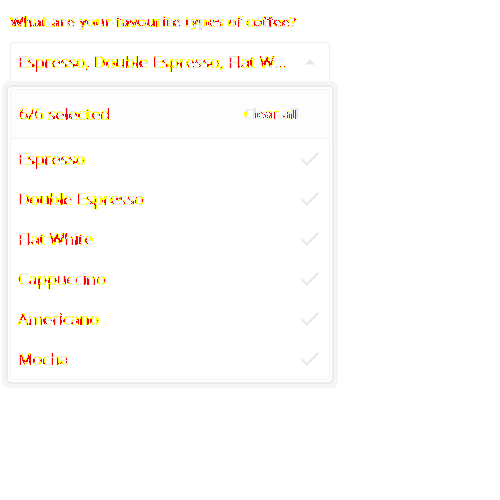 What are your favourite types of coffee?
Espresso, Double Espresso, Flat W...
6/6 selected Clear all
Espresso
Double Espresso
Flat White
Cappuccino
Americano
Mocha